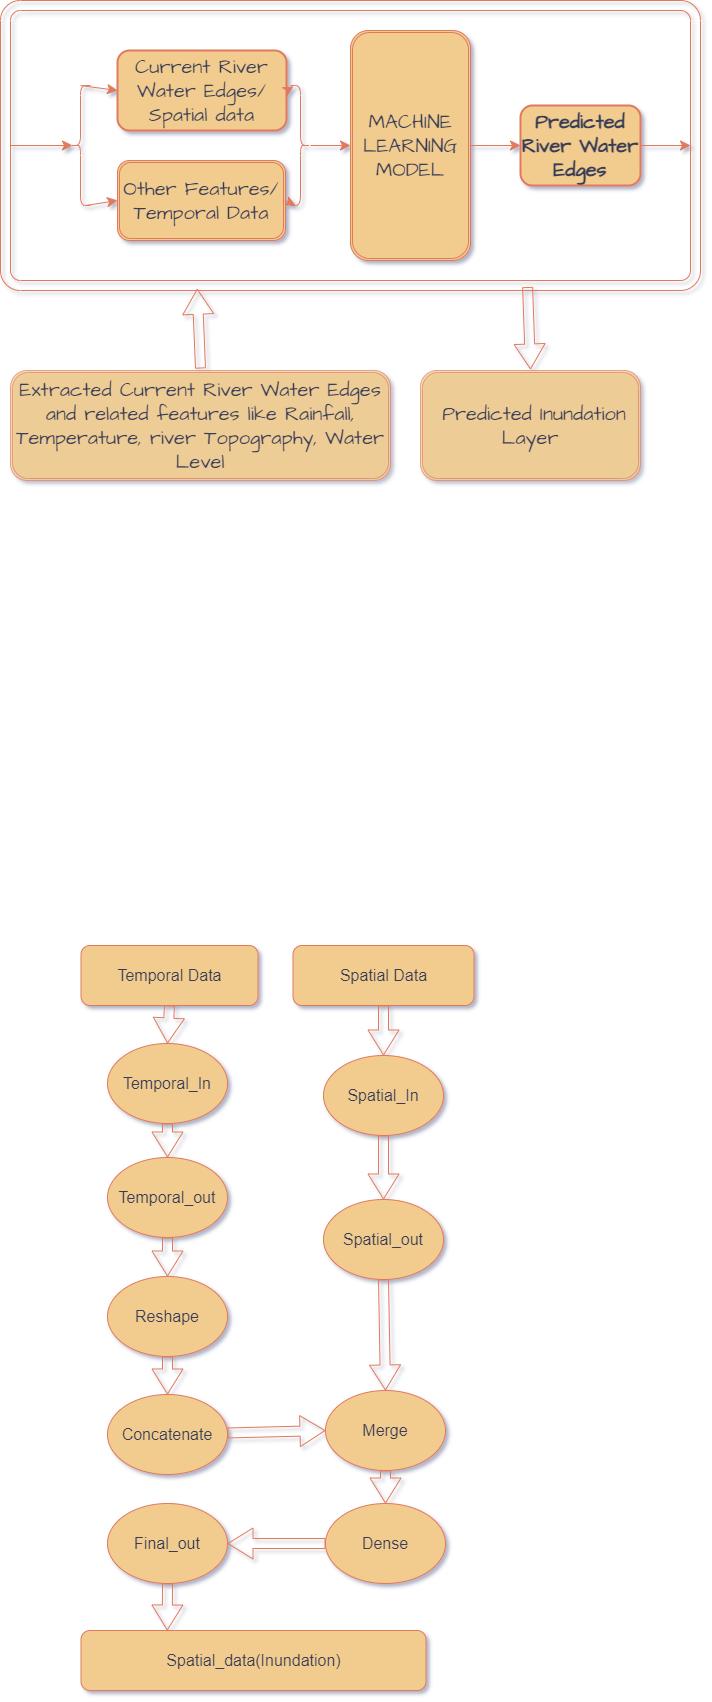 Current River
Water Edges/
Spatial data
Other Features/
Temporal Data
MACHINE
LEARNING
MODEL
Predicted
River Water
Edges
Extracted Current River Water Edges
and related features like Rainfall,
Temperature, river Topography, Water
Level
Predicted Inundation
Layer
Temporal Data
Spatial Data
Temporal_In
Spatial_In
Temporal_out
Spatial_out
Reshape
Concatenate
Merge
Final_out
Dense
Spatial_data(Inundation)